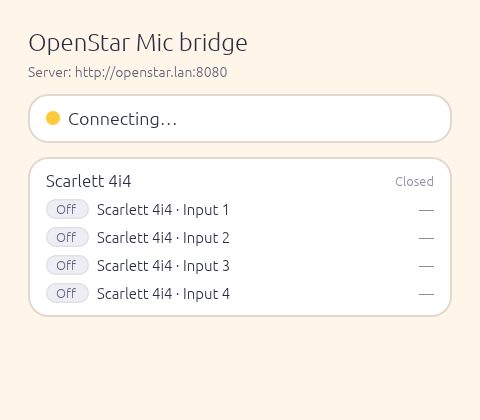 OpenStar Mic bridge
Server: http://openstar.lan:8080
Connecting...
Scarlett 4i4 Closed
Off Scarlett 4i4 · Input 1 —
Off Scarlett 4i4 · Input 2 —
Off Scarlett 4i4 · Input 3 —
Off Scarlett 4i4 · Input 4 —